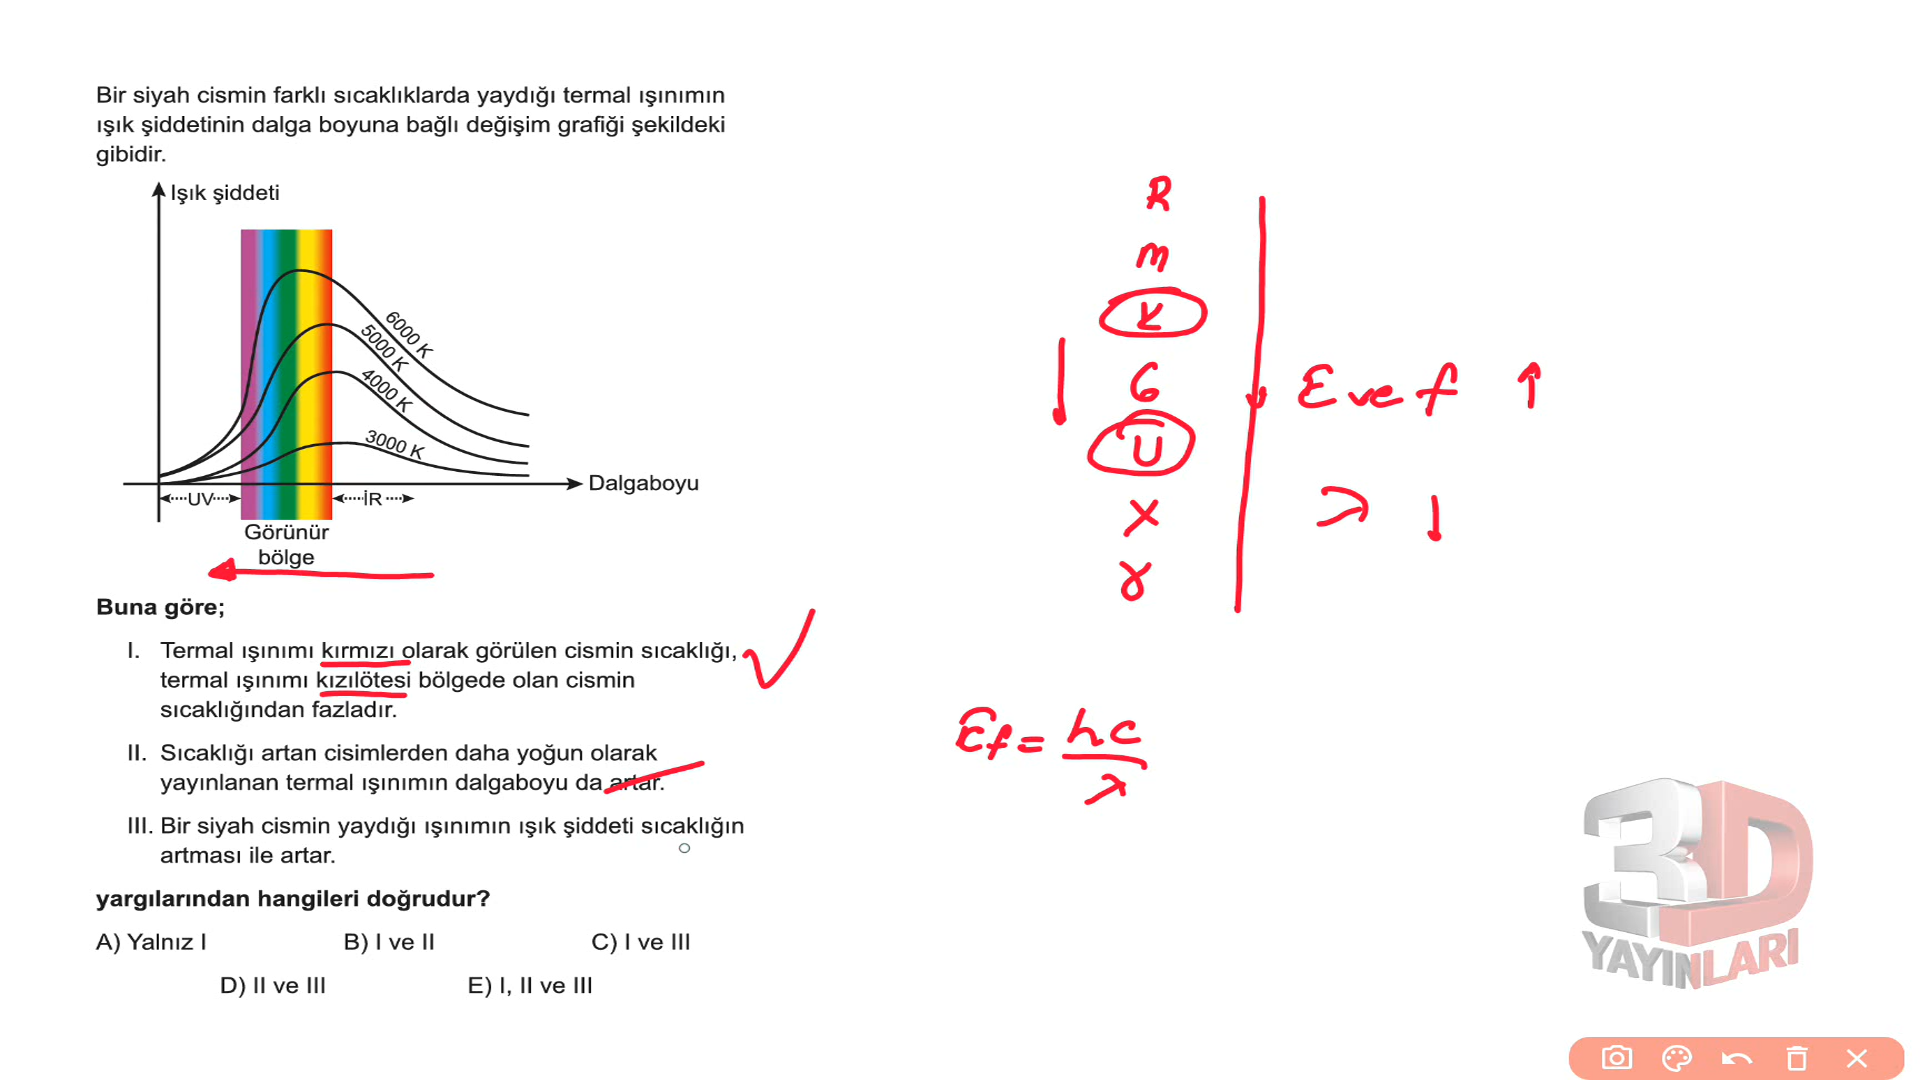 Bir siyah cismin farklı sıcaklıklarda yaydığı termal ışınımın
ışık şiddetinin dalga boyuna bağlı değişim grafiği şekildeki
gibidir.
Işık şiddeti
6000 K
5000 K
4000 K
3000 K
Dalgaboyu
UV
İR
Görünür
bölge
Buna göre;
I. Termal ışınımı kırmızı olarak görülen cismin sıcaklığı,
termal ışınımı kızılötesi bölgede olan cismin
sıcaklığından fazladır.
II. Sıcaklığı artan cisimlerden daha yoğun olarak
yayınlanan termal ışınımın dalgaboyu da artar.
III. Bir siyah cismin yaydığı ışınımın ışık şiddeti sıcaklığın
artması ile artar.
yargılarından hangileri doğrudur?
A) Yalnız I
B) I ve II
C) I ve III
D) II ve III
E) I, II ve III
R
m
K
G
U
X
γ
E ve f ↑
λ ↓
Ef = hc
λ
3D
YAYINLARI